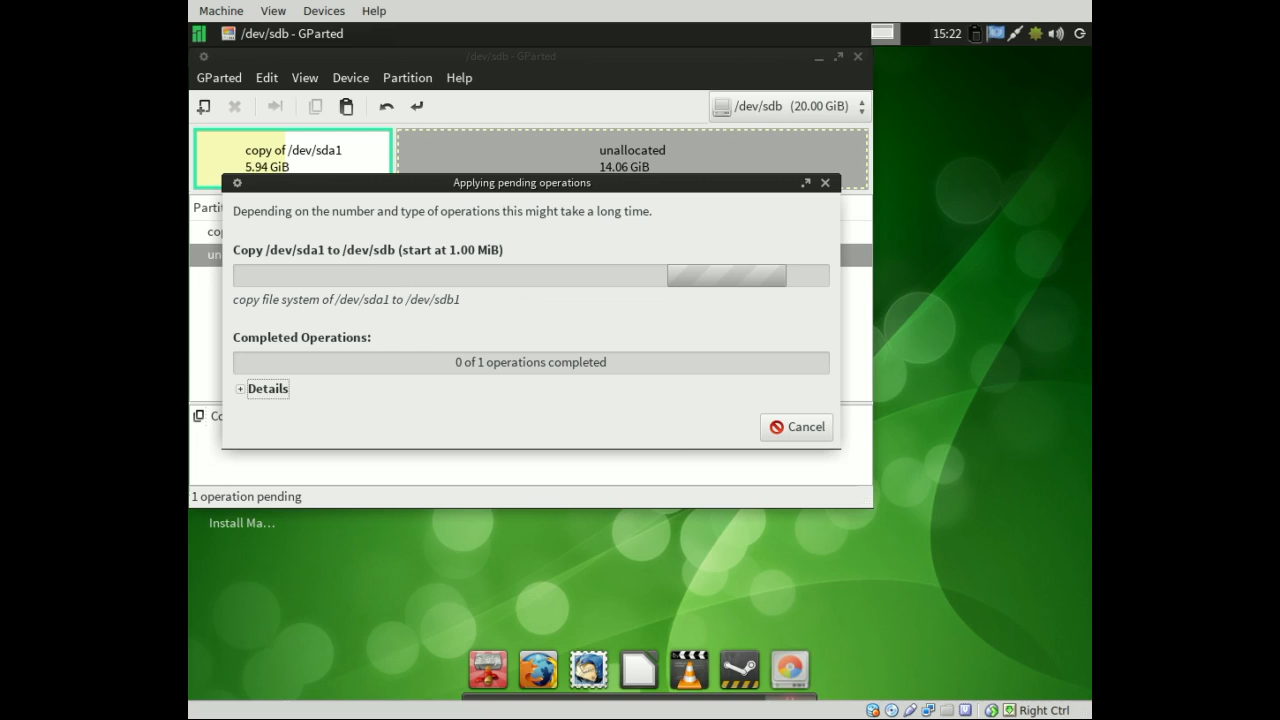 Machine View Devices Help
/dev/sdb - GParted 15:22
/dev/sdb - GParted
GParted Edit View Device Partition Help
/dev/sdb (20.00 GiB)
copy of /dev/sda1
5.94 GiB
unallocated
14.06 GiB
Applying pending operations
Parti
Depending on the number and type of operations this might take a long time.
cop
un
Copy /dev/sda1 to /dev/sdb (start at 1.00 MiB)
copy file system of /dev/sda1 to /dev/sdb1
Completed Operations:
0 of 1 operations completed
Details
Co
Cancel
1 operation pending
Install Ma…
Right Ctrl